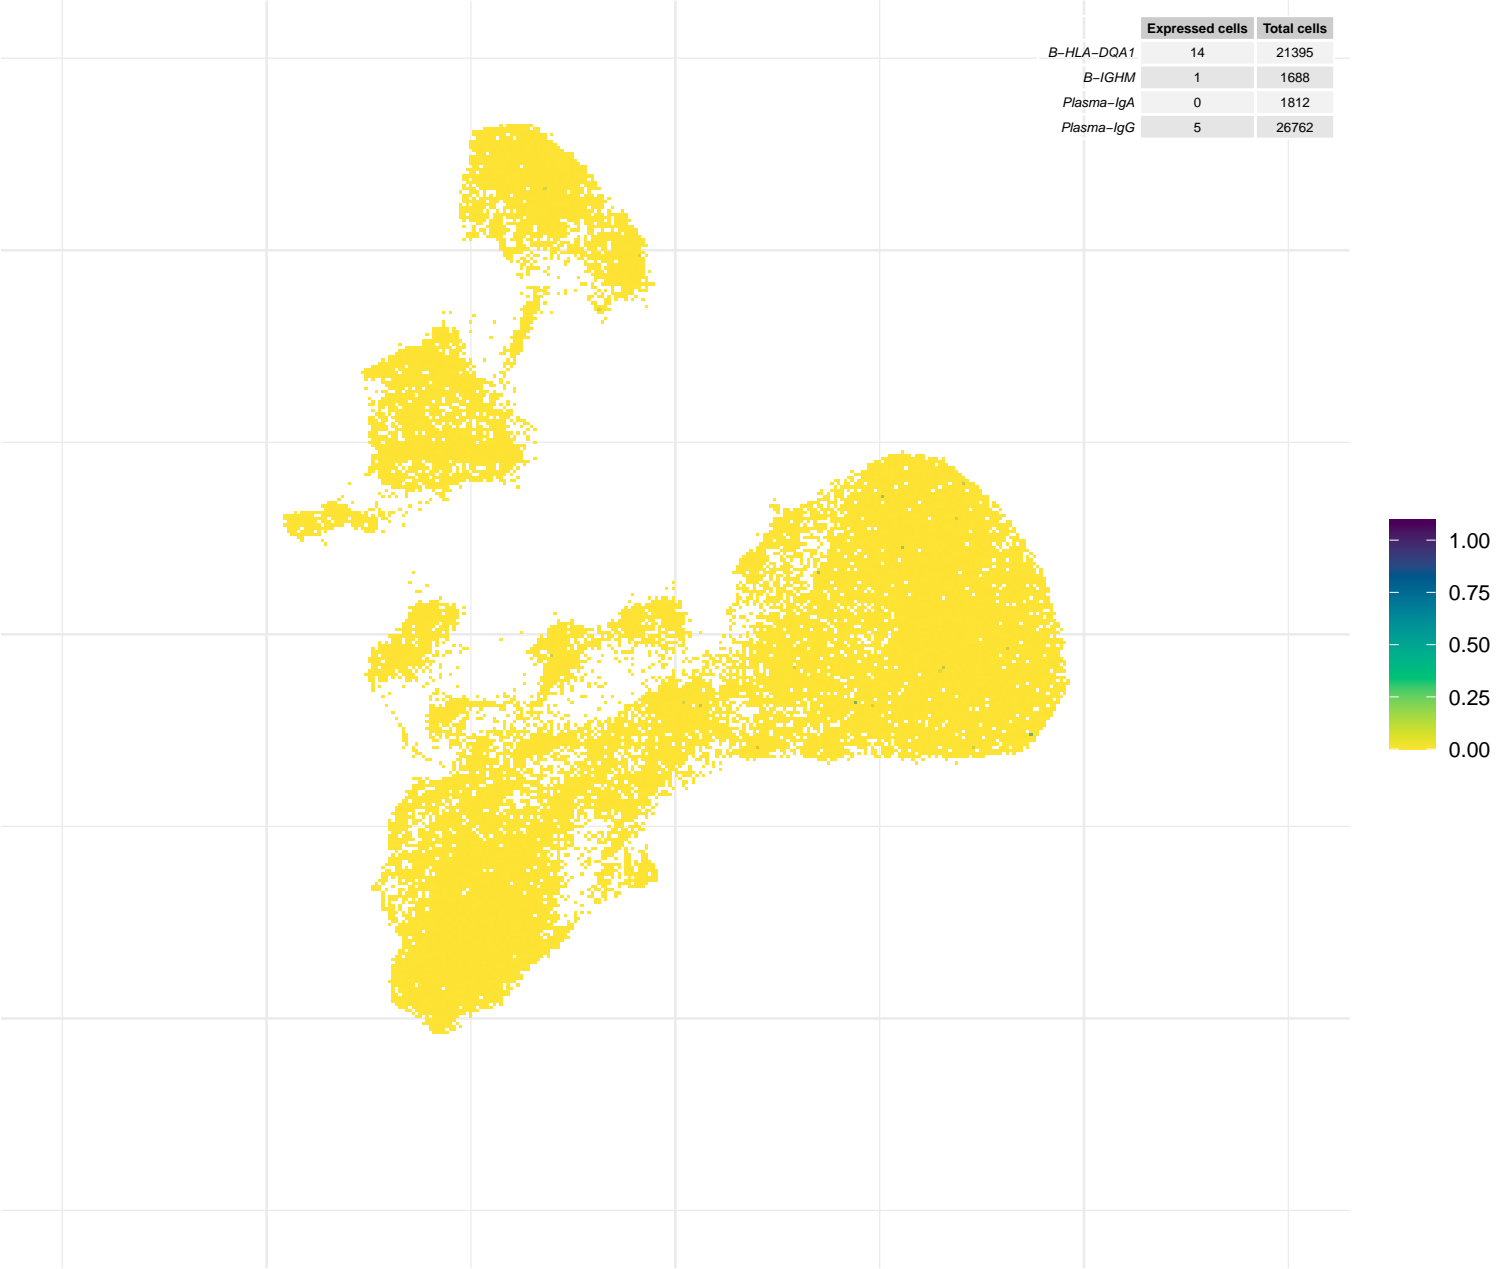 Expressed cells Total cells
B−HLA−DQA1 14 21395
B−IGHM 1 1688
Plasma−IgA 0 1812
Plasma−IgG 5 26762
1.00
0.75
0.50
0.25
0.00